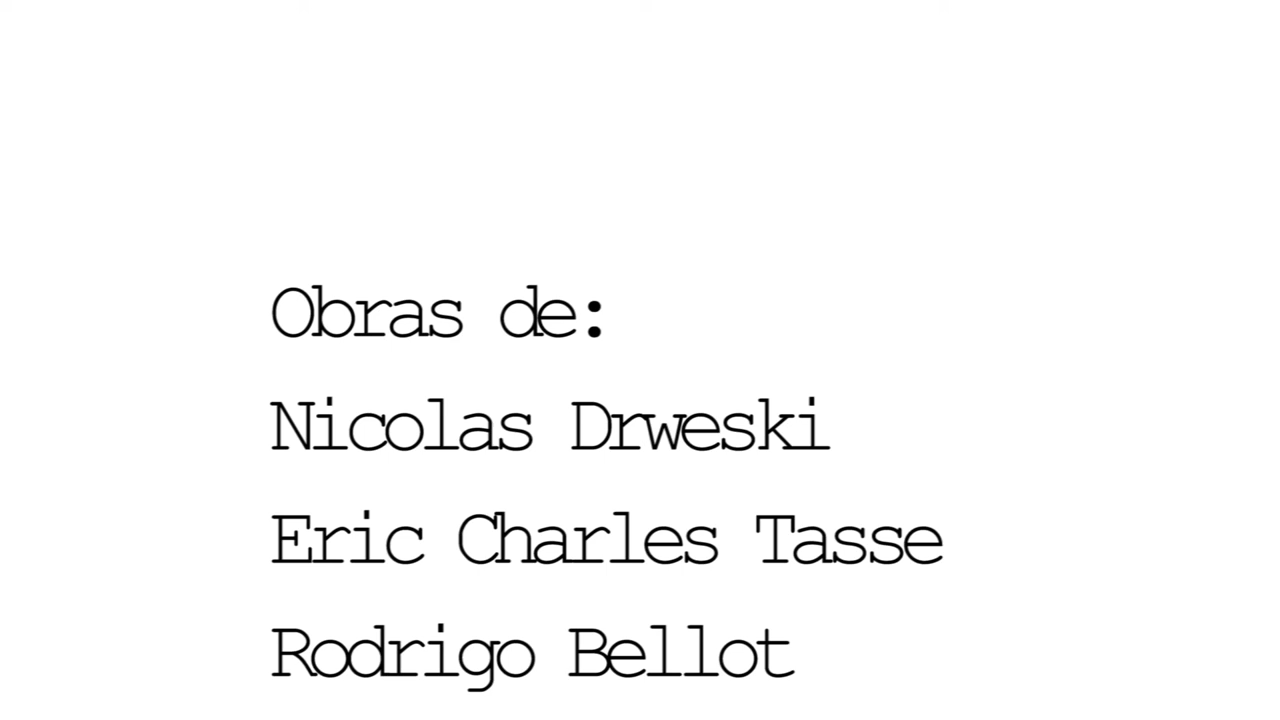 Obras de:
Nicolas Drweski
Eric Charles Tasse
Rodrigo Bellot